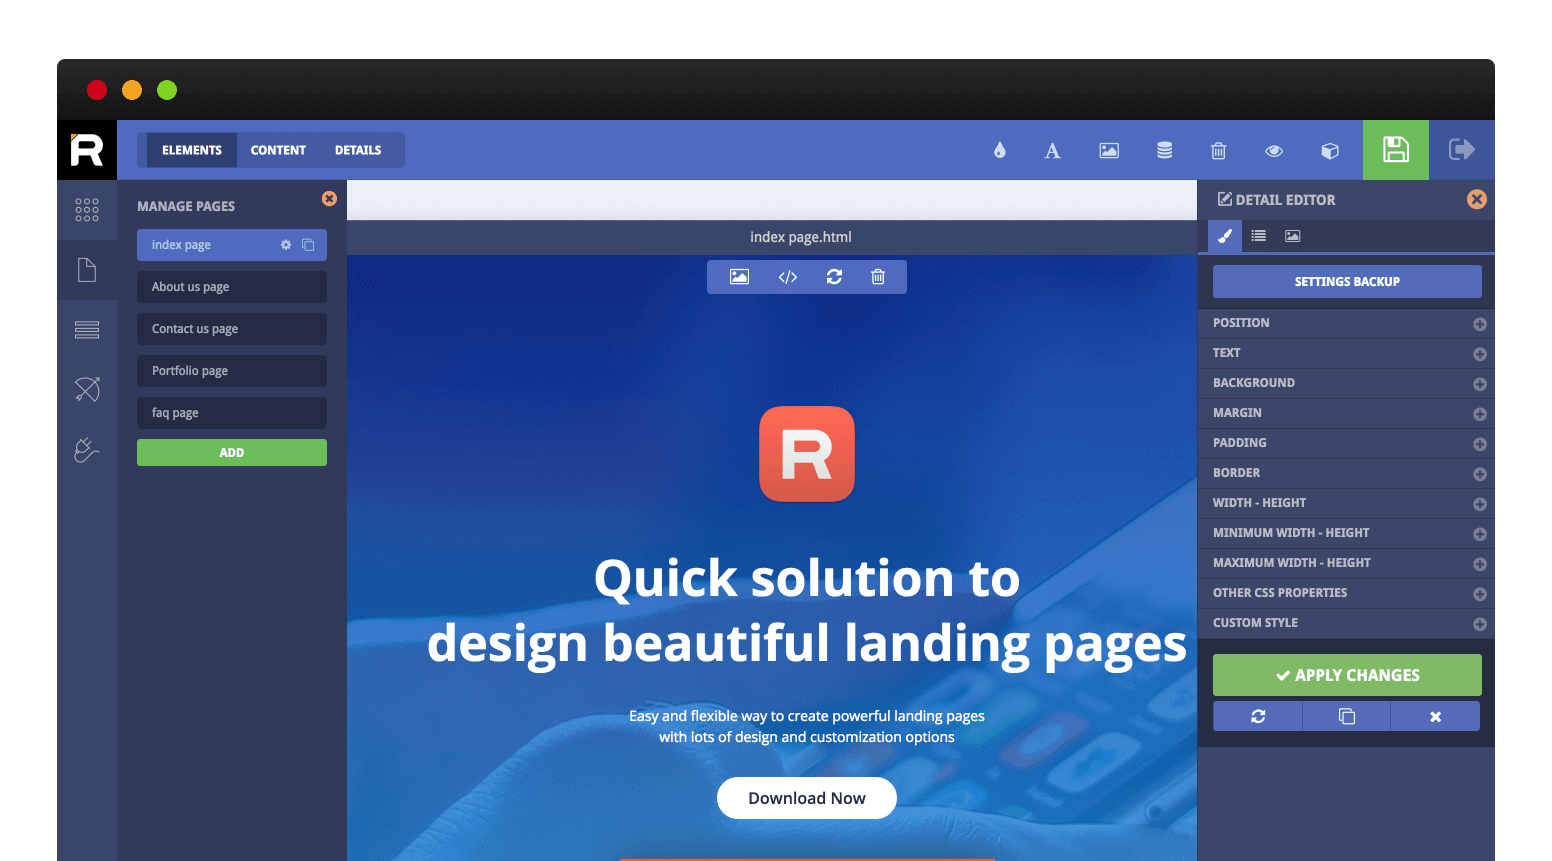 R
ELEMENTS CONTENT DETAILS
A
MANAGE PAGES
index page
About us page
Contact us page
Portfolio page
faq page
ADD
index page.html
R
Quick solution to
design beautiful landing pages
Easy and flexible way to create powerful landing pages
with lots of design and customization options
Download Now
DETAIL EDITOR
SETTINGS BACKUP
POSITION
TEXT
BACKGROUND
MARGIN
PADDING
BORDER
WIDTH - HEIGHT
MINIMUM WIDTH - HEIGHT
MAXIMUM WIDTH - HEIGHT
OTHER CSS PROPERTIES
CUSTOM STYLE
APPLY CHANGES